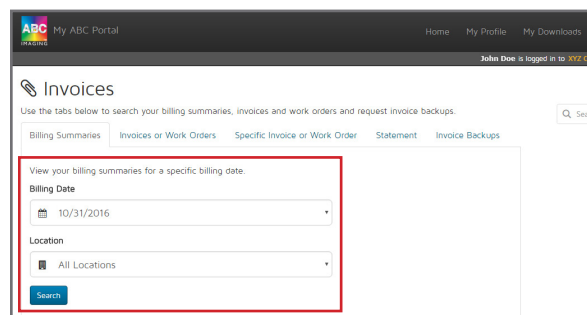 ABC My ABC Portal Home My Profile My Downloads
IMAGING
John Doe is logged in to XYZ
Invoices
Use the tabs below to search your billing summaries, invoices and work orders and request invoice backups.
Billing Summaries Invoices or Work Orders Specific Invoice or Work Order Statement Invoice Backups
View your billing summaries for a specific billing date.
Billing Date
10/31/2016
Location
All Locations
Search